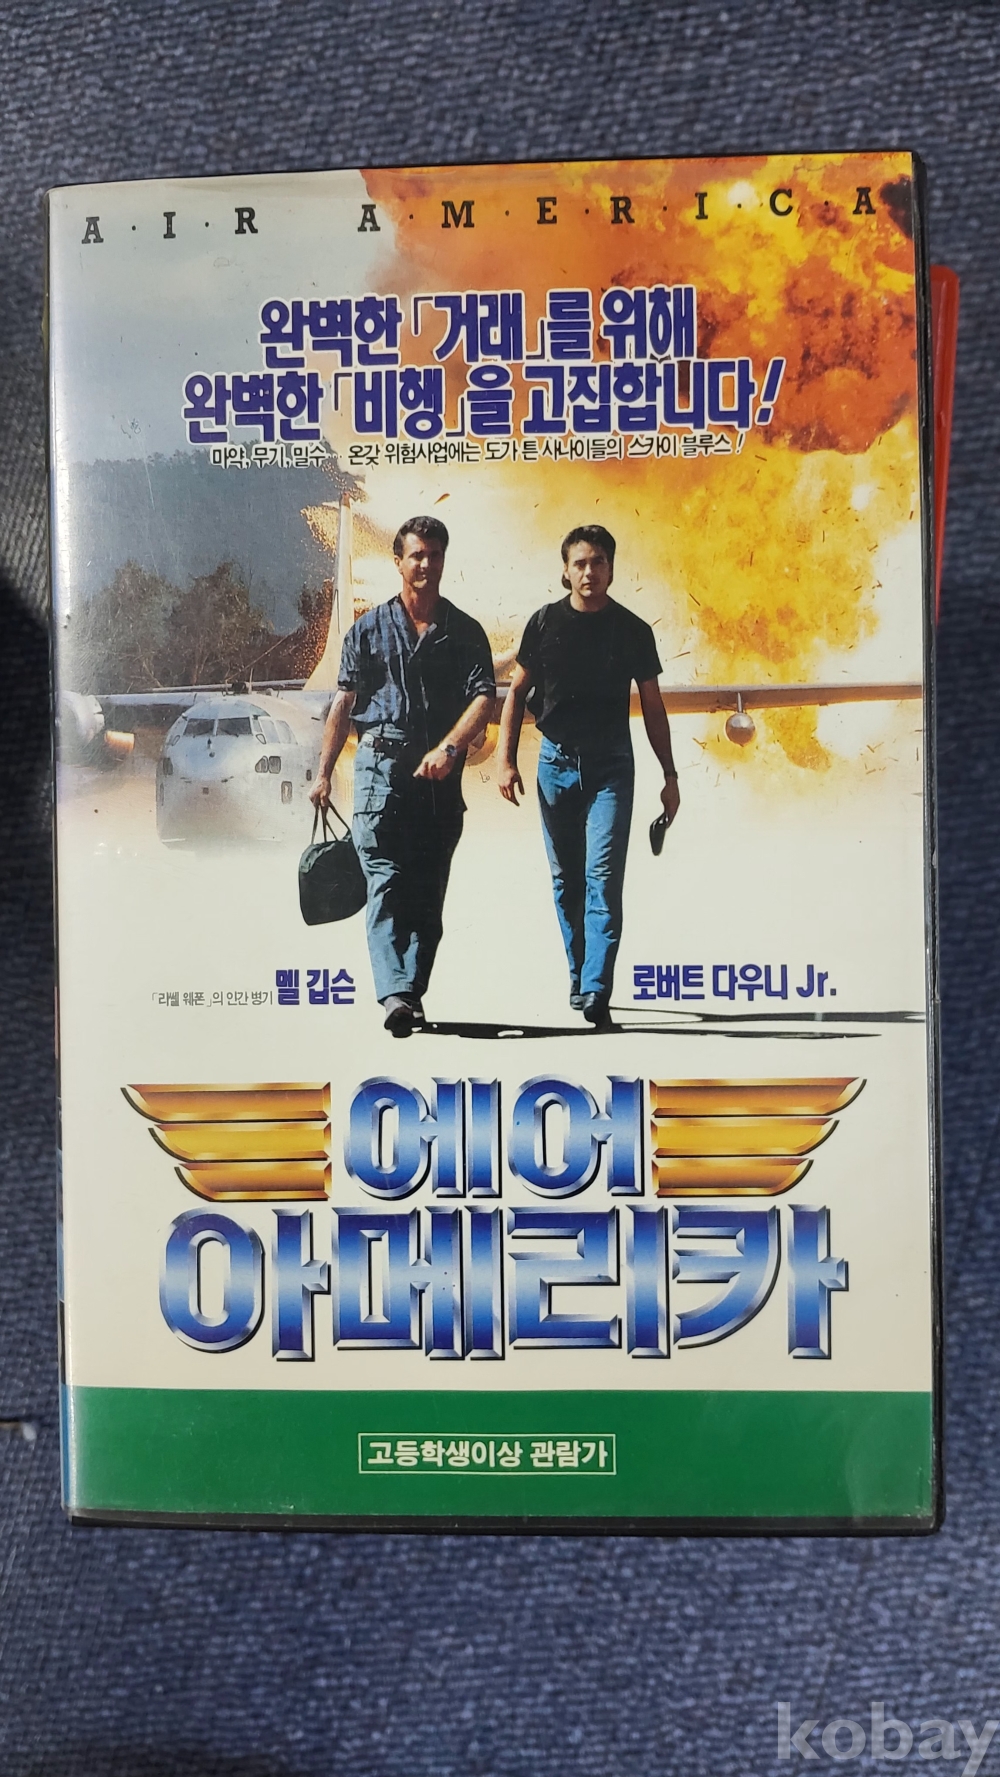 A·I·R A·M·E·R·I·C·A
완벽한 「거래」를 위해
완벽한 「비행」을 고집합니다!
마약, 무기, 밀수… 온갖 위험사업에는 도가 튼 사나이들의 스카이 블루스!
「리쎌 웨폰」의 인간 병기 멜 깁슨
로버트 다우니 Jr.
에어
아메리카
고등학생이상 관람가
kobay